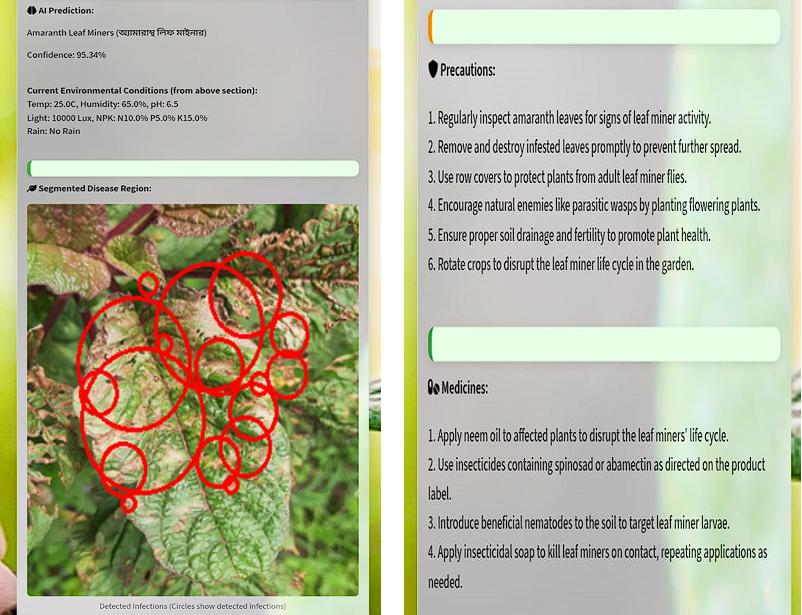 AI Prediction:
Amaranth Leaf Miners (অ্যামারান্থ লিফ মাইনার)
Confidence: 95.34%
Current Environmental Conditions (from above section):
Temp: 25.0C, Humidity: 65.0%, pH: 6.5
Light: 10000 Lux, NPK: N10.0% P5.0% K15.0%
Rain: No Rain
Segmented Disease Region:
Detected Infections (Circles show detected infections)
Precautions:
1. Regularly inspect amaranth leaves for signs of leaf miner activity.
2. Remove and destroy infested leaves promptly to prevent further spread.
3. Use row covers to protect plants from adult leaf miner flies.
4. Encourage natural enemies like parasitic wasps by planting flowering plants.
5. Ensure proper soil drainage and fertility to promote plant health.
6. Rotate crops to disrupt the leaf miner life cycle in the garden.
Medicines:
1. Apply neem oil to affected plants to disrupt the leaf miners' life cycle.
2. Use insecticides containing spinosad or abamectin as directed on the product
label.
3. Introduce beneficial nematodes to the soil to target leaf miner larvae.
4. Apply insecticidal soap to kill leaf miners on contact, repeating applications as
needed.